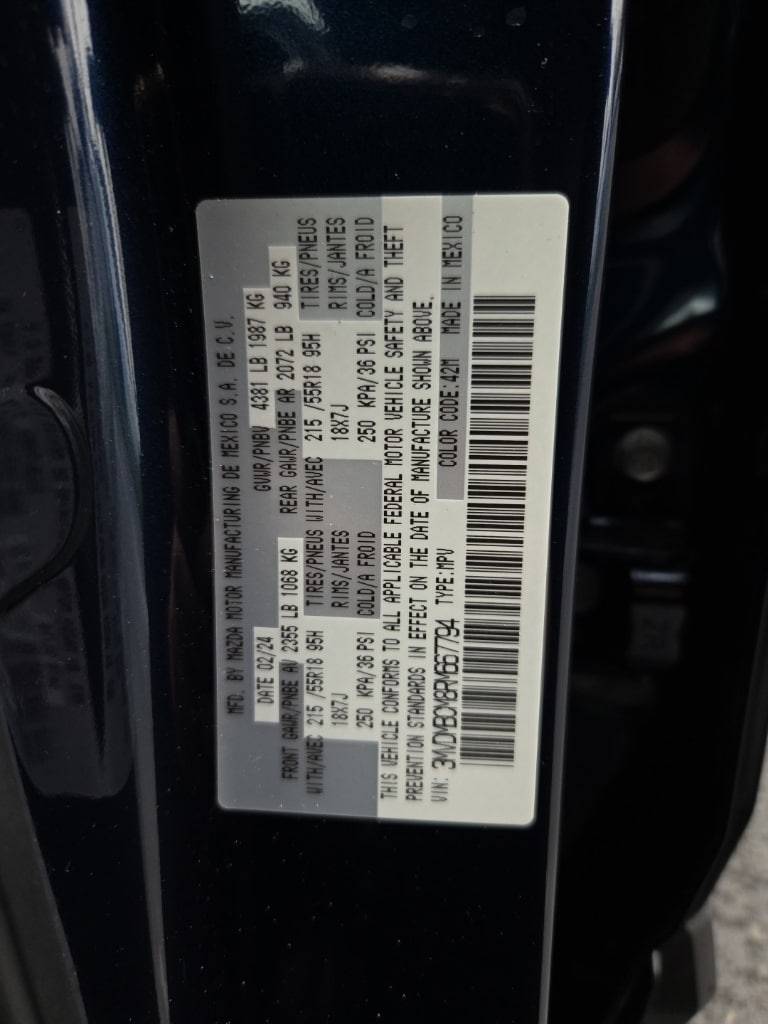 MFD. BY MAZDA MOTOR MANUFACTURING DE MEXICO S.A. DE C.V.
DATE 02/24 GVWR/PNBV 4381 LB 1987 KG
FRONT GAWR/PNBE AV 2355 LB 1068 KG REAR GAWR/PNBE AR 2072 LB 940 KG
WITH/AVEC 215 /55R18 95H TIRES/PNEUS WITH/AVEC 215 /55R18 95H TIRES/PNEUS
18X7J RIMS/JANTES 18X7J RIMS/JANTES
250 KPA/36 PSI COLD/A FROID 250 KPA/36 PSI COLD/A FROID
THIS VEHICLE CONFORMS TO ALL APPLICABLE FEDERAL MOTOR VEHICLE SAFETY AND THEFT
PREVENTION STANDARDS IN EFFECT ON THE DATE OF MANUFACTURE SHOWN ABOVE.
VIN: 3MVDMBCM8RM667794 TYPE:MPV COLOR CODE:42M MADE IN MEXICO